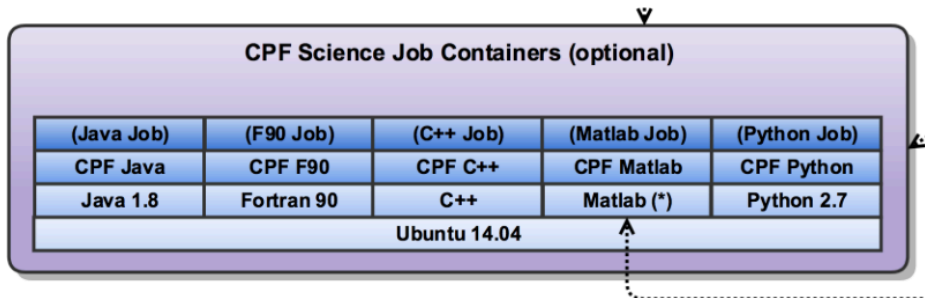 CPF Science Job Containers (optional)
(Java Job) (F90 Job) (C++ Job) (Matlab Job) (Python Job)
CPF Java CPF F90 CPF C++ CPF Matlab CPF Python
Java 1.8 Fortran 90 C++ Matlab (*) Python 2.7
Ubuntu 14.04